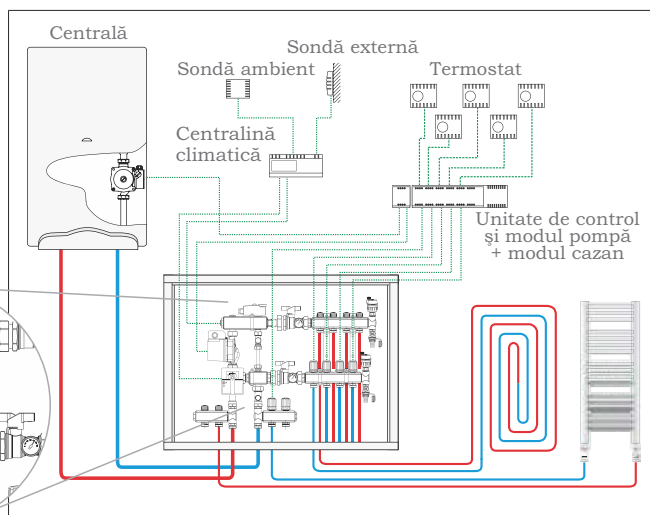 Centrală
Sondă externă
Sondă ambient
Termostat
Centralină
climatică
Unitate de control
şi modul pompă
+ modul cazan